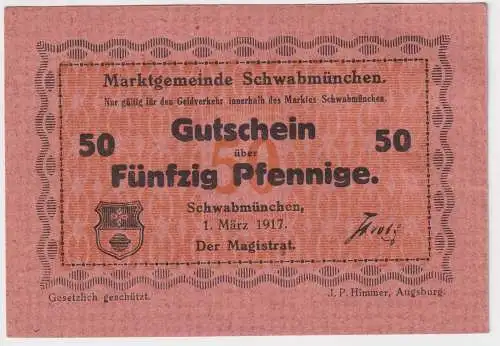 Marktgemeinde Schwabmünchen.
Nur gültig für den Geldverkehr innerhalb des Marktes Schwabmünchen.
50 Gutschein 50
über
50
Fünfzig Pfennige.
Schwabmünchen,
1. März 1917.
Der Magistrat.
Gesetzlich geschützt. J. P. Himmer, Augsburg.